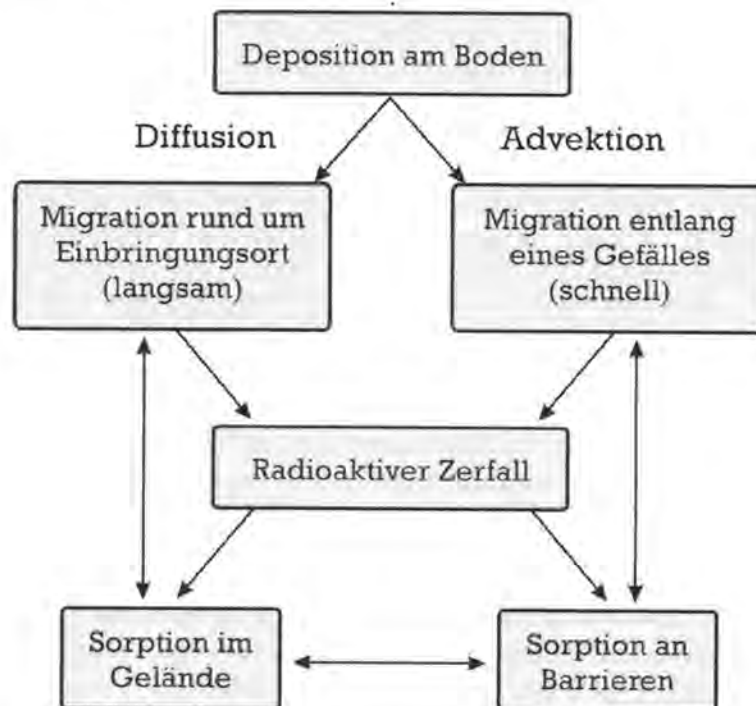 Deposition am Boden
Diffusion
Advektion
Migration rund um
Einbringungsort
(langsam)
Migration entlang
eines Gefälles
(schnell)
Radioaktiver Zerfall
Sorption im
Gelände
Sorption an
Barrieren